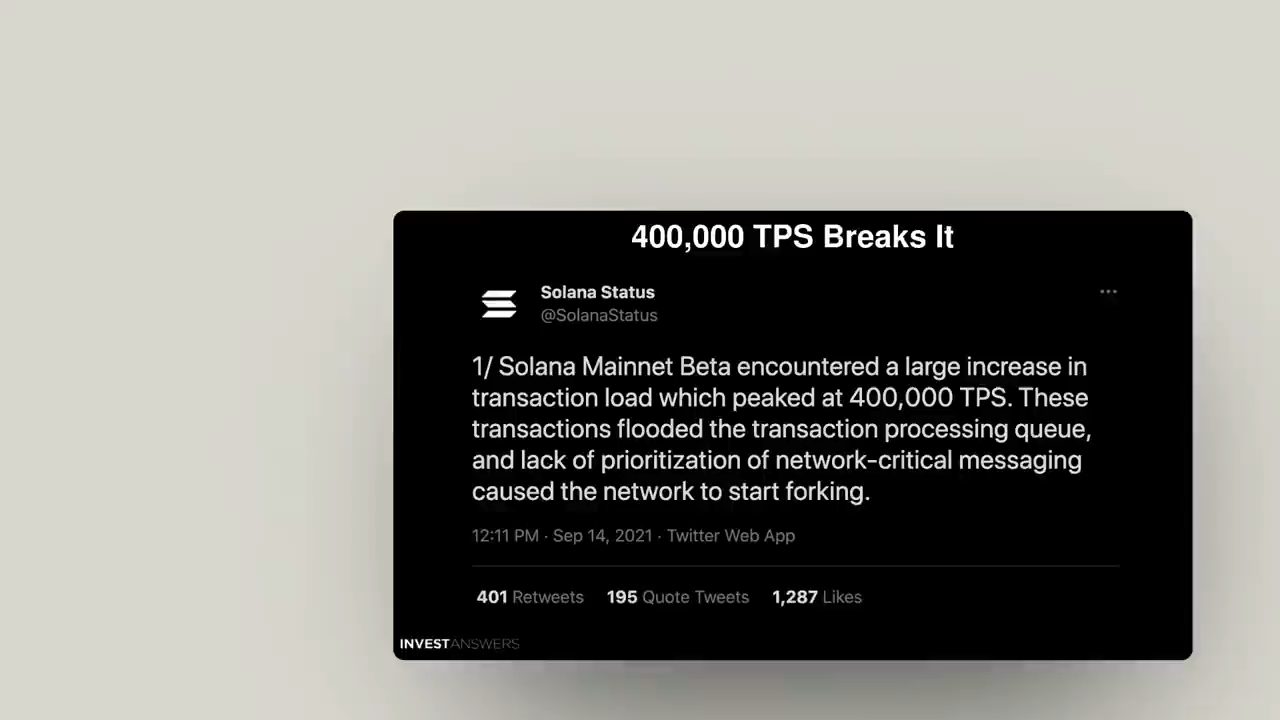 400,000 TPS Breaks It
Solana Status
@SolanaStatus
1/ Solana Mainnet Beta encountered a large increase in
transaction load which peaked at 400,000 TPS. These
transactions flooded the transaction processing queue,
and lack of prioritization of network-critical messaging
caused the network to start forking.
12:11 PM · Sep 14, 2021 · Twitter Web App
401 Retweets 195 Quote Tweets 1,287 Likes
INVESTANSWERS